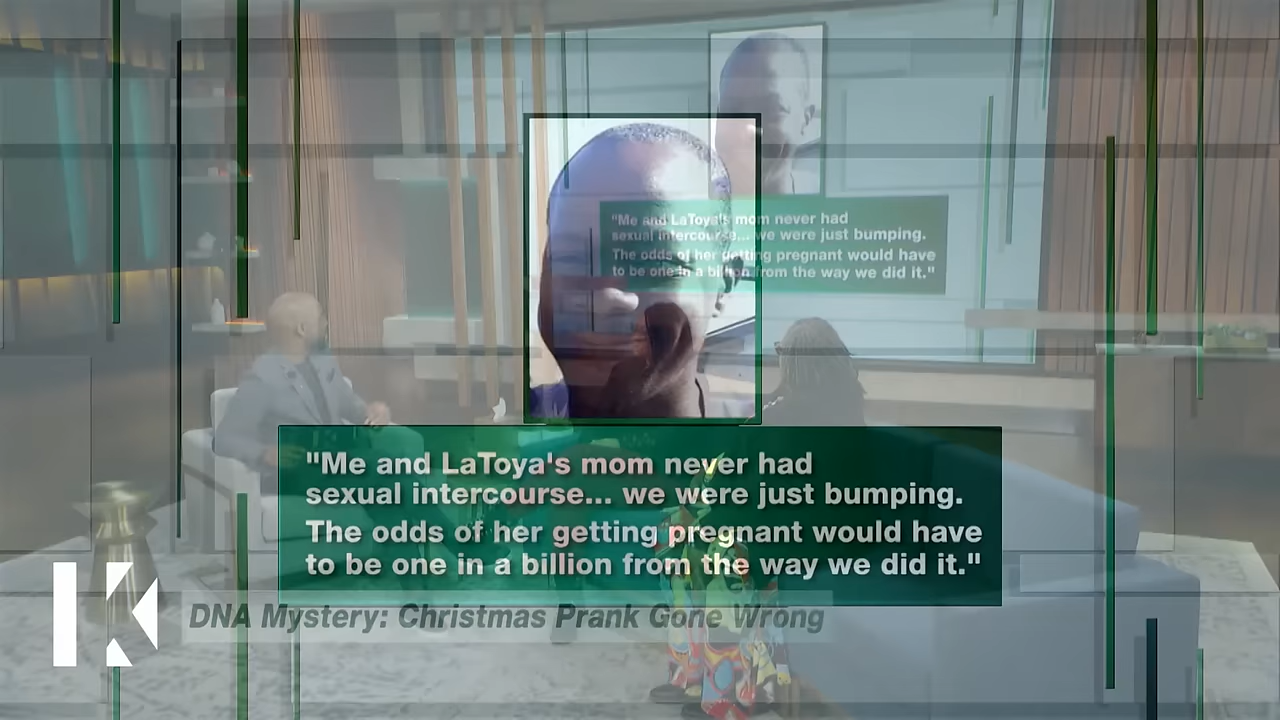 "Me and LaToya's mom never had
sexual intercourse... we were just bumping.
The odds of her getting pregnant would have
to be one in a billion from the way we did it."
"Me and LaToya's mom never had
sexual intercourse... we were just bumping.
The odds of her getting pregnant would have
to be one in a billion from the way we did it."
K
DNA Mystery: Christmas Prank Gone Wrong